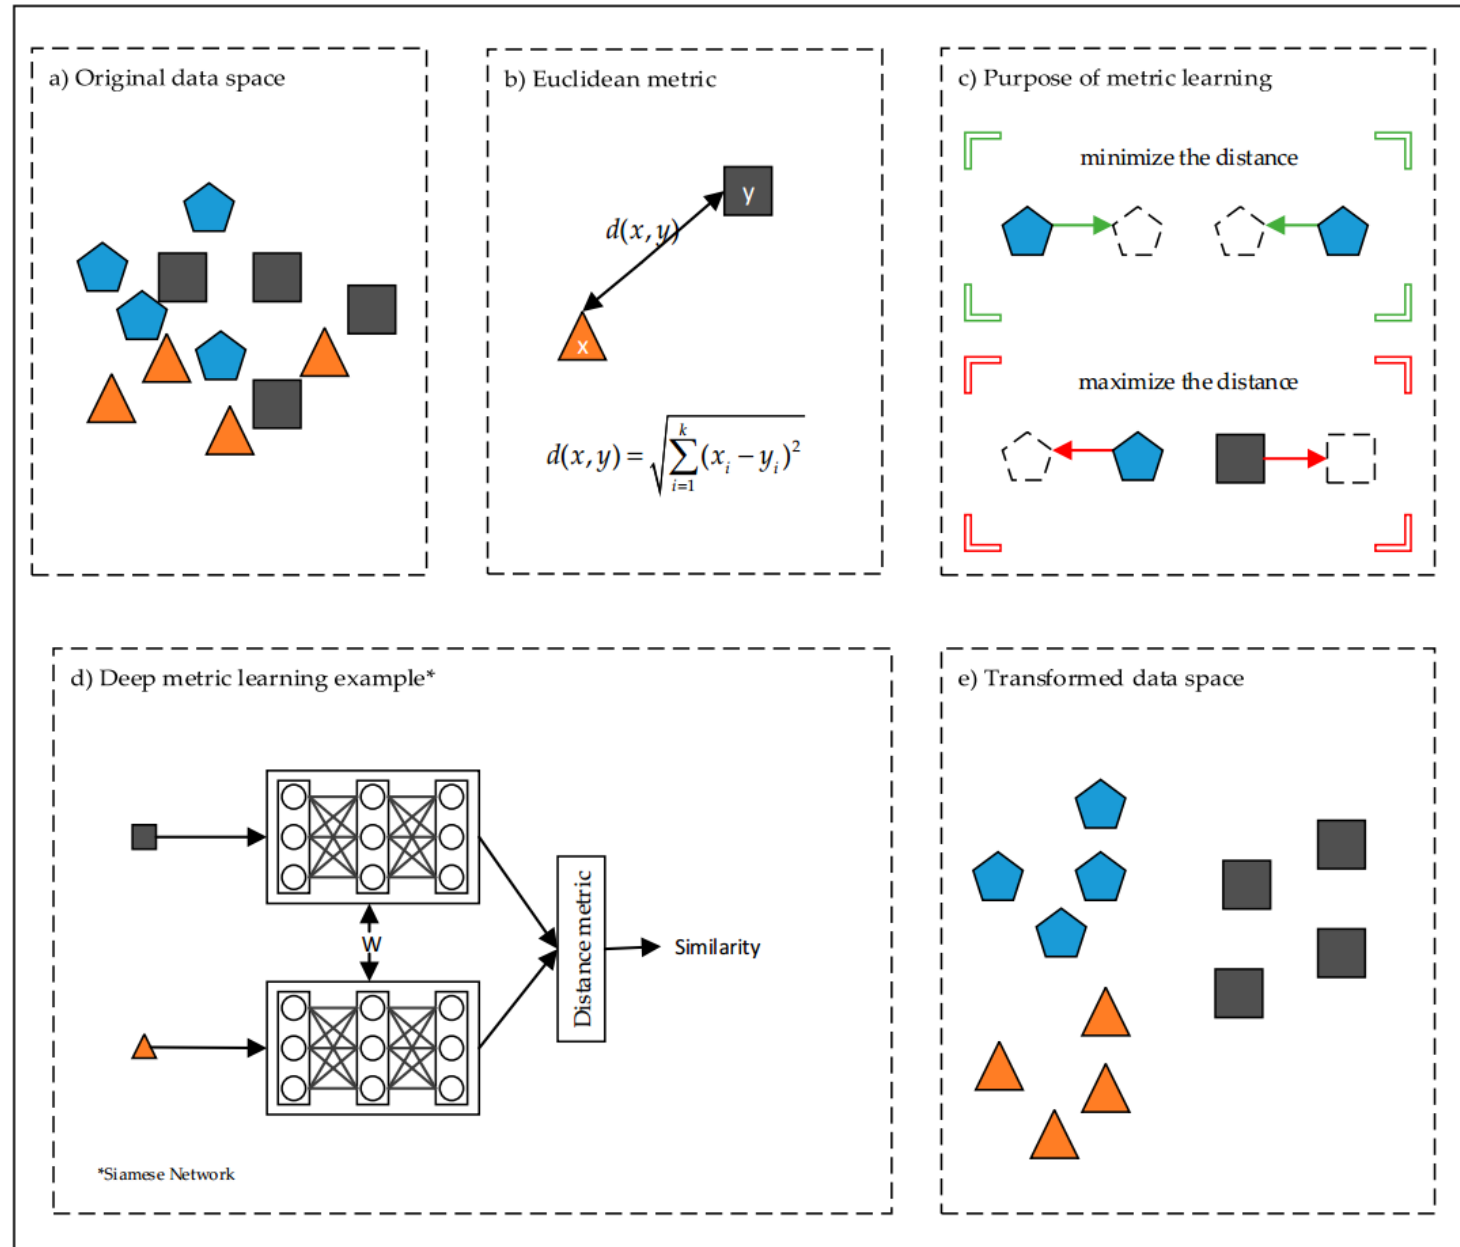 a) Original data space
b) Euclidean metric
y
d(x, y)
x
d(x, y) = √∑_{i=1}^{k}(x_i − y_i)²
c) Purpose of metric learning
minimize the distance
maximize the distance
d) Deep metric learning example*
W
Distance metric
Similarity
*Siamese Network
e) Transformed data space